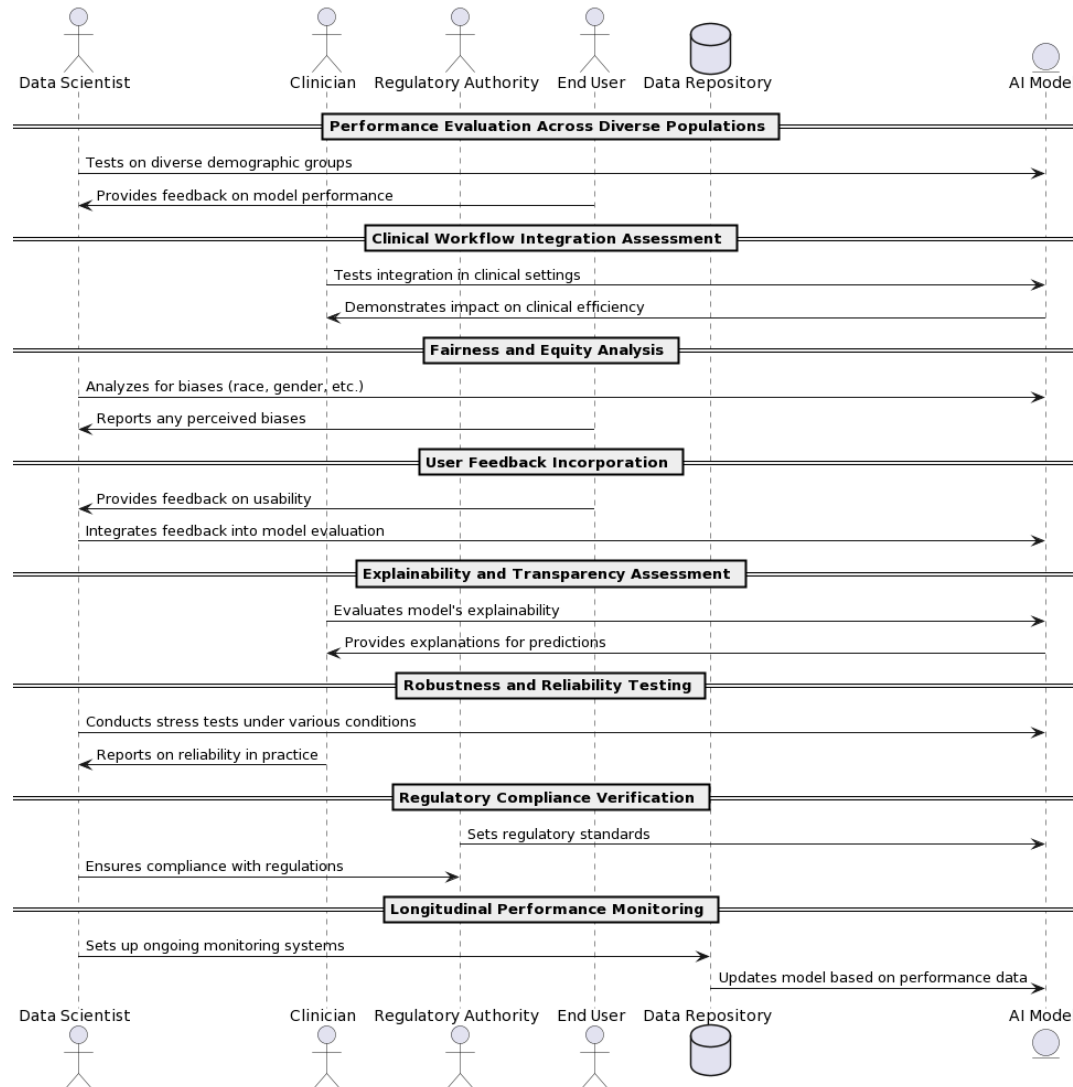 Data Scientist Clinician Regulatory Authority End User Data Repository AI Mode
Performance Evaluation Across Diverse Populations
Tests on diverse demographic groups
Provides feedback on model performance
Clinical Workflow Integration Assessment
Tests integration in clinical settings
Demonstrates impact on clinical efficiency
Fairness and Equity Analysis
Analyzes for biases (race, gender, etc.)
Reports any perceived biases
User Feedback Incorporation
Provides feedback on usability
Integrates feedback into model evaluation
Explainability and Transparency Assessment
Evaluates model's explainability
Provides explanations for predictions
Robustness and Reliability Testing
Conducts stress tests under various conditions
Reports on reliability in practice
Regulatory Compliance Verification
Sets regulatory standards
Ensures compliance with regulations
Longitudinal Performance Monitoring
Sets up ongoing monitoring systems
Updates model based on performance data
Data Scientist Clinician Regulatory Authority End User Data Repository AI Mode